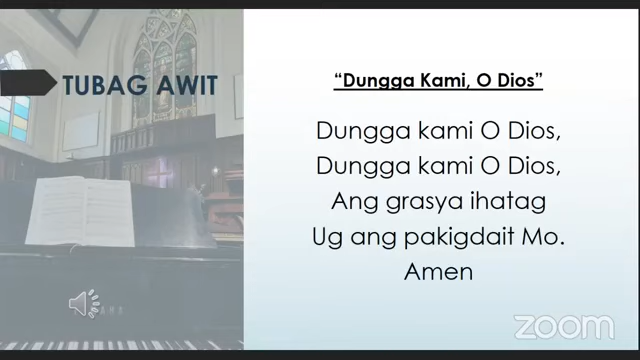 TUBAG AWIT
“Dungga Kami, O Dios”
Dungga kami O Dios,
Dungga kami O Dios,
Ang grasya ihatag
Ug ang pakigdait Mo.
Amen
zoom